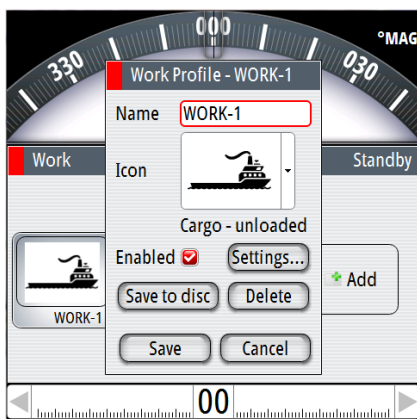 000
330
030
°MAG
Work Profile - WORK-1
Name WORK-1
Work
Standby
Icon
Cargo - unloaded
Enabled Settings...
Add
Save to disc Delete
WORK-1
Save Cancel
00